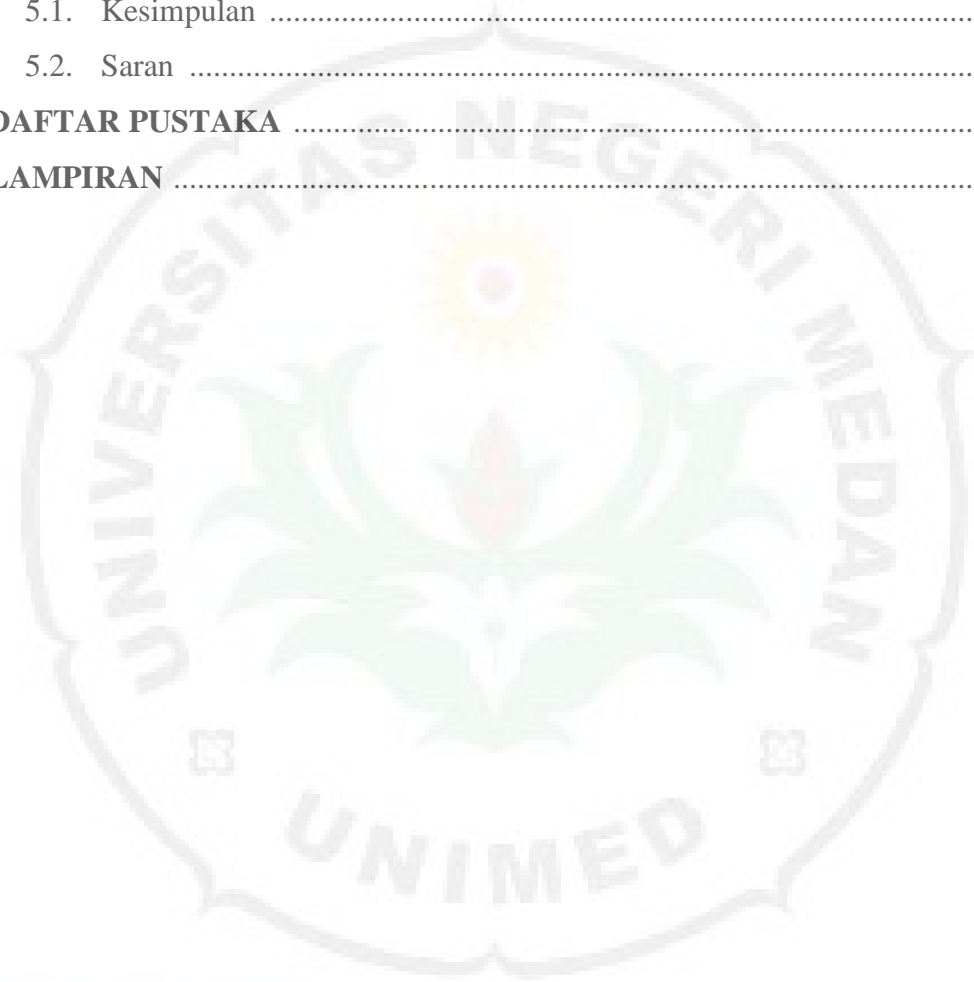 5.1. Kesimpulan ........................................................................................
5.2. Saran ..................................................................................................
DAFTAR PUSTAKA .....................................................................................
LAMPIRAN ....................................................................................................
UNIVERSITAS NEGERI MEDAN
UNIMED